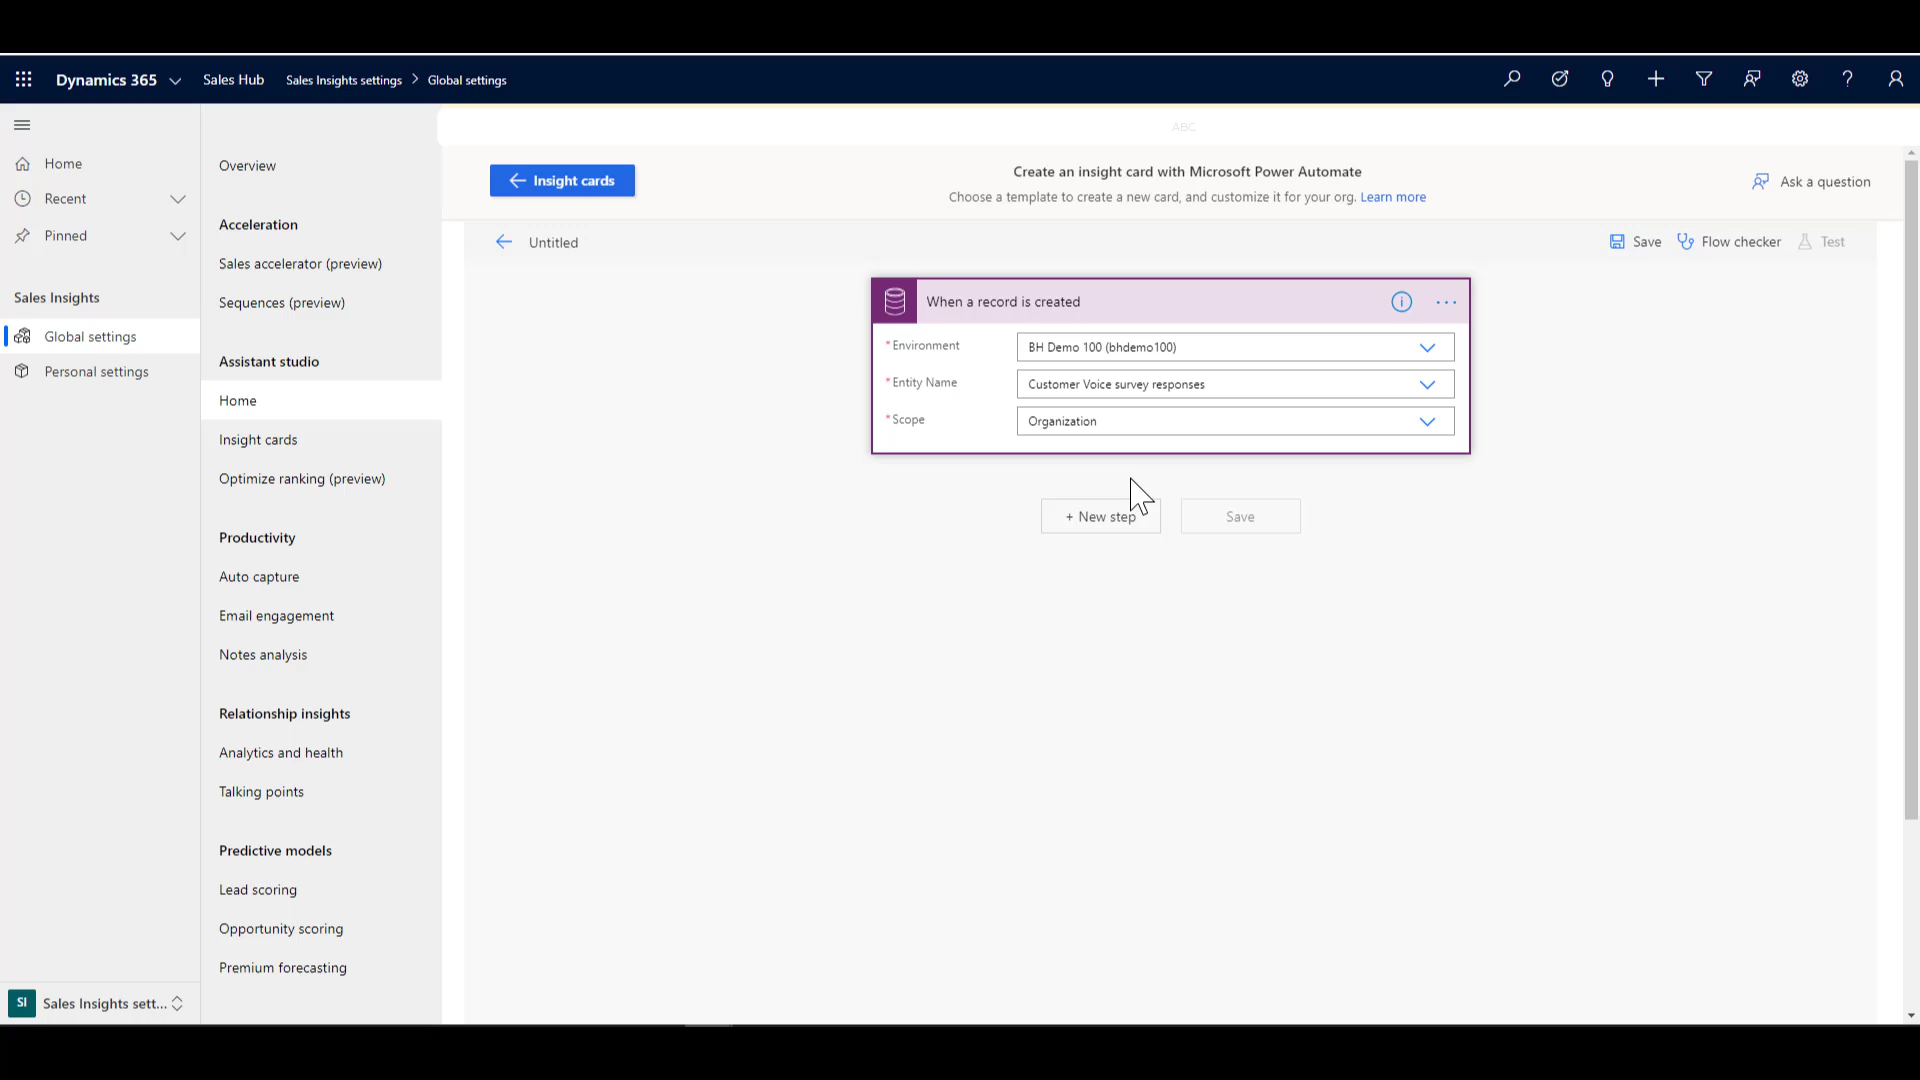 Dynamics 365
Sales Hub
Sales Insights settings > Global settings
ABC
Home
Recent
Pinned
Sales Insights
Global settings
Personal settings
SI
Sales Insights sett...
Overview
Acceleration
Sales accelerator (preview)
Sequences (preview)
Assistant studio
Home
Insight cards
Optimize ranking (preview)
Productivity
Auto capture
Email engagement
Notes analysis
Relationship insights
Analytics and health
Talking points
Predictive models
Lead scoring
Opportunity scoring
Premium forecasting
Insight cards
Create an insight card with Microsoft Power Automate
Choose a template to create a new card, and customize it for your org. Learn more
Ask a question
Untitled
Save
Flow checker
Test
When a record is created
* Environment
BH Demo 100 (bhdemo100)
* Entity Name
Customer Voice survey responses
* Scope
Organization
+ New step
Save